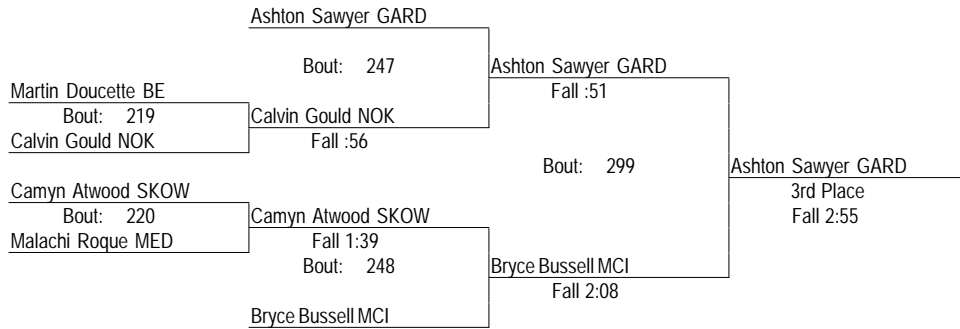 Ashton Sawyer GARD
Bout: 247
Ashton Sawyer GARD
Martin Doucette BE
Fall :51
Bout: 219
Calvin Gould NOK
Calvin Gould NOK
Fall :56
Bout: 299
Ashton Sawyer GARD
Camyn Atwood SKOW
3rd Place
Bout: 220
Camyn Atwood SKOW
Fall 2:55
Malachi Roque MED
Fall 1:39
Bout: 248
Bryce Bussell MCI
Fall 2:08
Bryce Bussell MCI